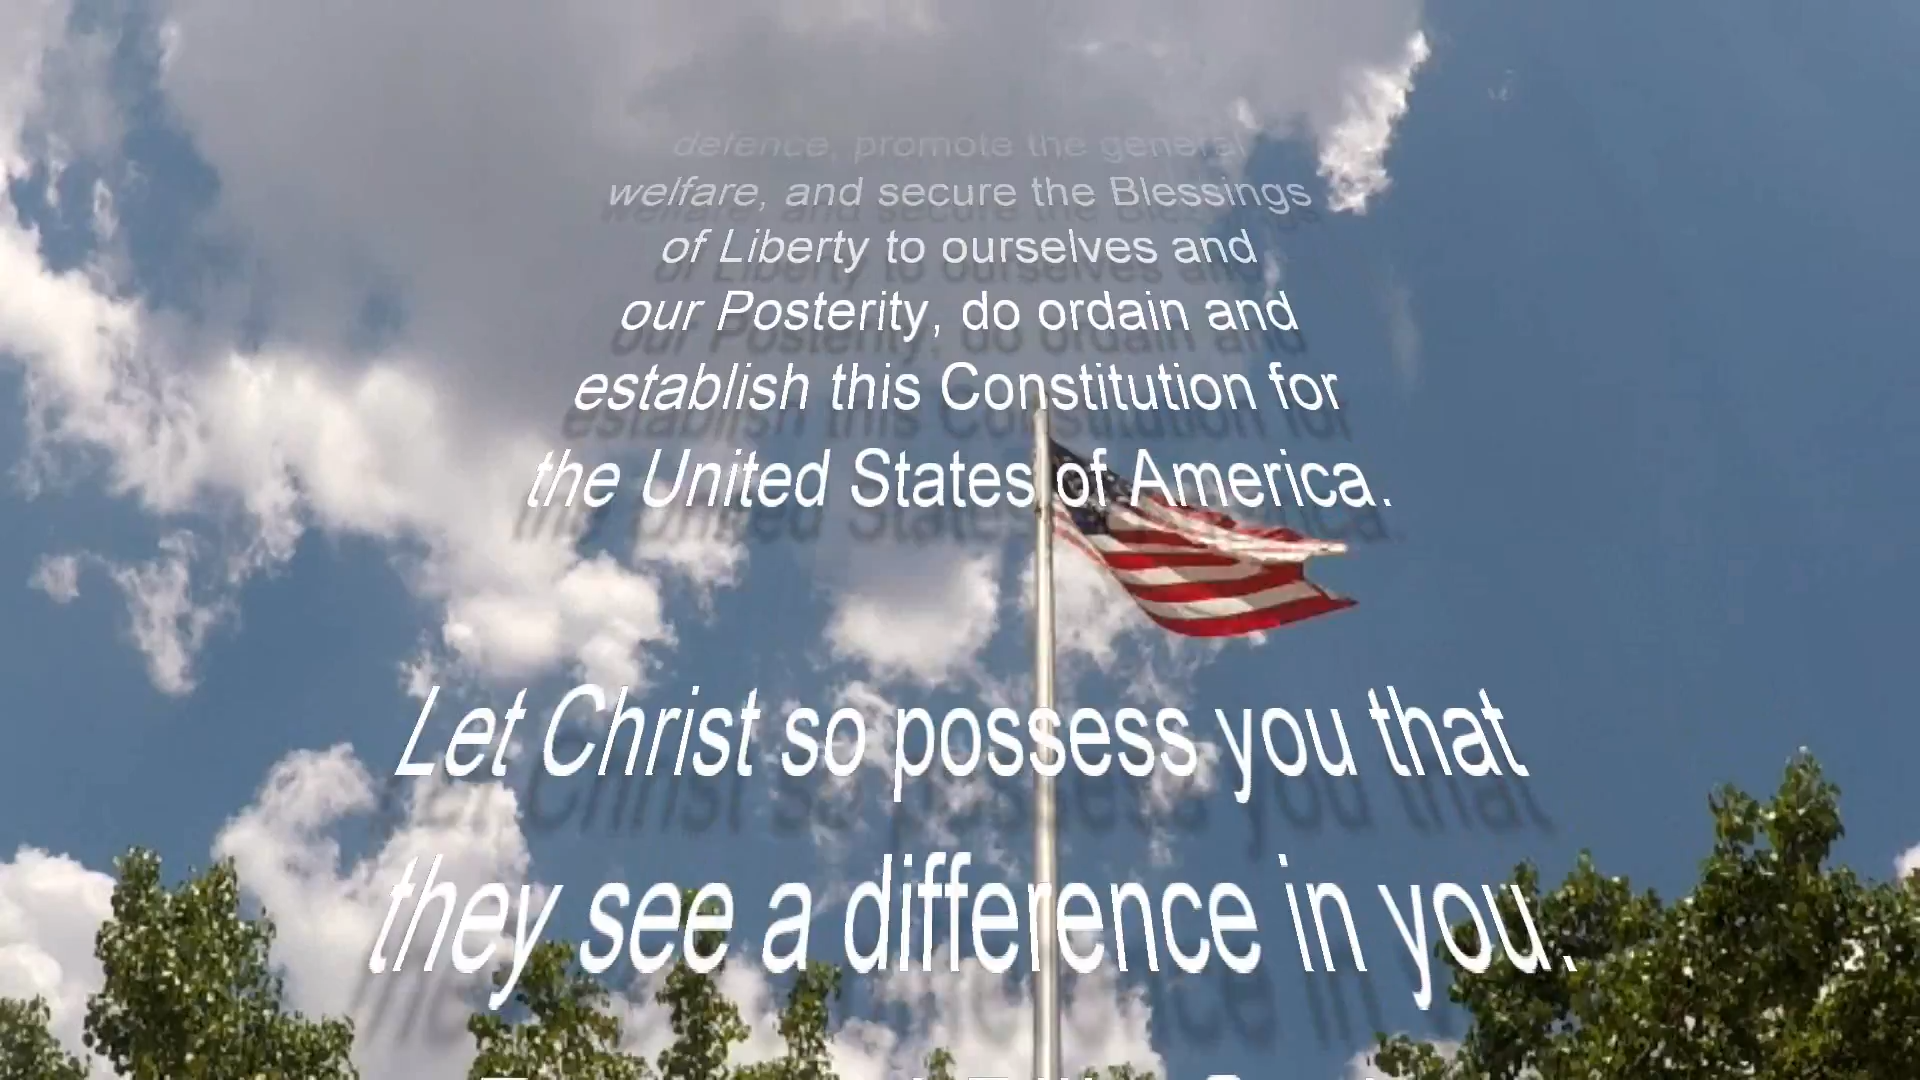 defence, promote the general
welfare, and secure the Blessings
of Liberty to ourselves and
our Posterity, do ordain and
establish this Constitution for
the United States of America.
Let Christ so possess you that
they see a difference in you.